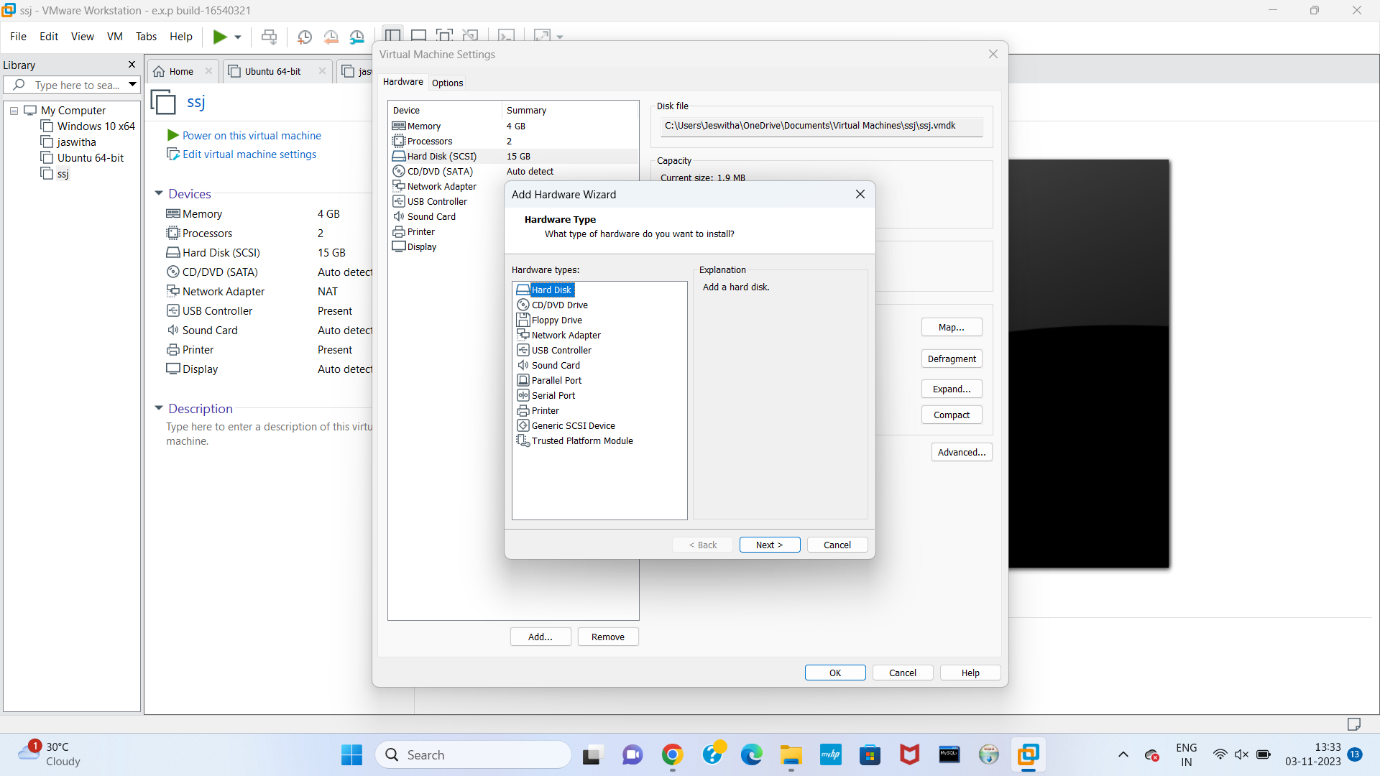 ssj - VMware Workstation - e.x.p build-16540321
File Edit View VM Tabs Help
Library
Type here to sea...
My Computer
Windows 10 x64
jaswitha
Ubuntu 64-bit
ssj
Home
Ubuntu 64-bit
jas
ssj
Power on this virtual machine
Edit virtual machine settings
Devices
Memory 4 GB
Processors 2
Hard Disk (SCSI) 15 GB
CD/DVD (SATA) Auto detect
Network Adapter NAT
USB Controller Present
Sound Card Auto detect
Printer Present
Display Auto detect
Description
Type here to enter a description of this virtu
machine.
Virtual Machine Settings
Hardware Options
Device Summary
Memory 4 GB
Processors 2
Hard Disk (SCSI) 15 GB
CD/DVD (SATA) Auto detect
Network Adapter
USB Controller
Sound Card
Printer
Display
Disk file
C:\Users\Jeswitha\OneDrive\Documents\Virtual Machines\ssj\ssj.vmdk
Capacity
Current size: 1.9 MB
Add Hardware Wizard
Hardware Type
What type of hardware do you want to install?
Hardware types:
Hard Disk
CD/DVD Drive
Floppy Drive
Network Adapter
USB Controller
Sound Card
Parallel Port
Serial Port
Printer
Generic SCSI Device
Trusted Platform Module
Explanation
Add a hard disk.
< Back Next > Cancel
Map...
Defragment
Expand...
Compact
Advanced...
Add... Remove
OK Cancel Help
1
30°C
Cloudy
Search
myhp
MySQL
ENG
IN
13:33
03-11-2023
13